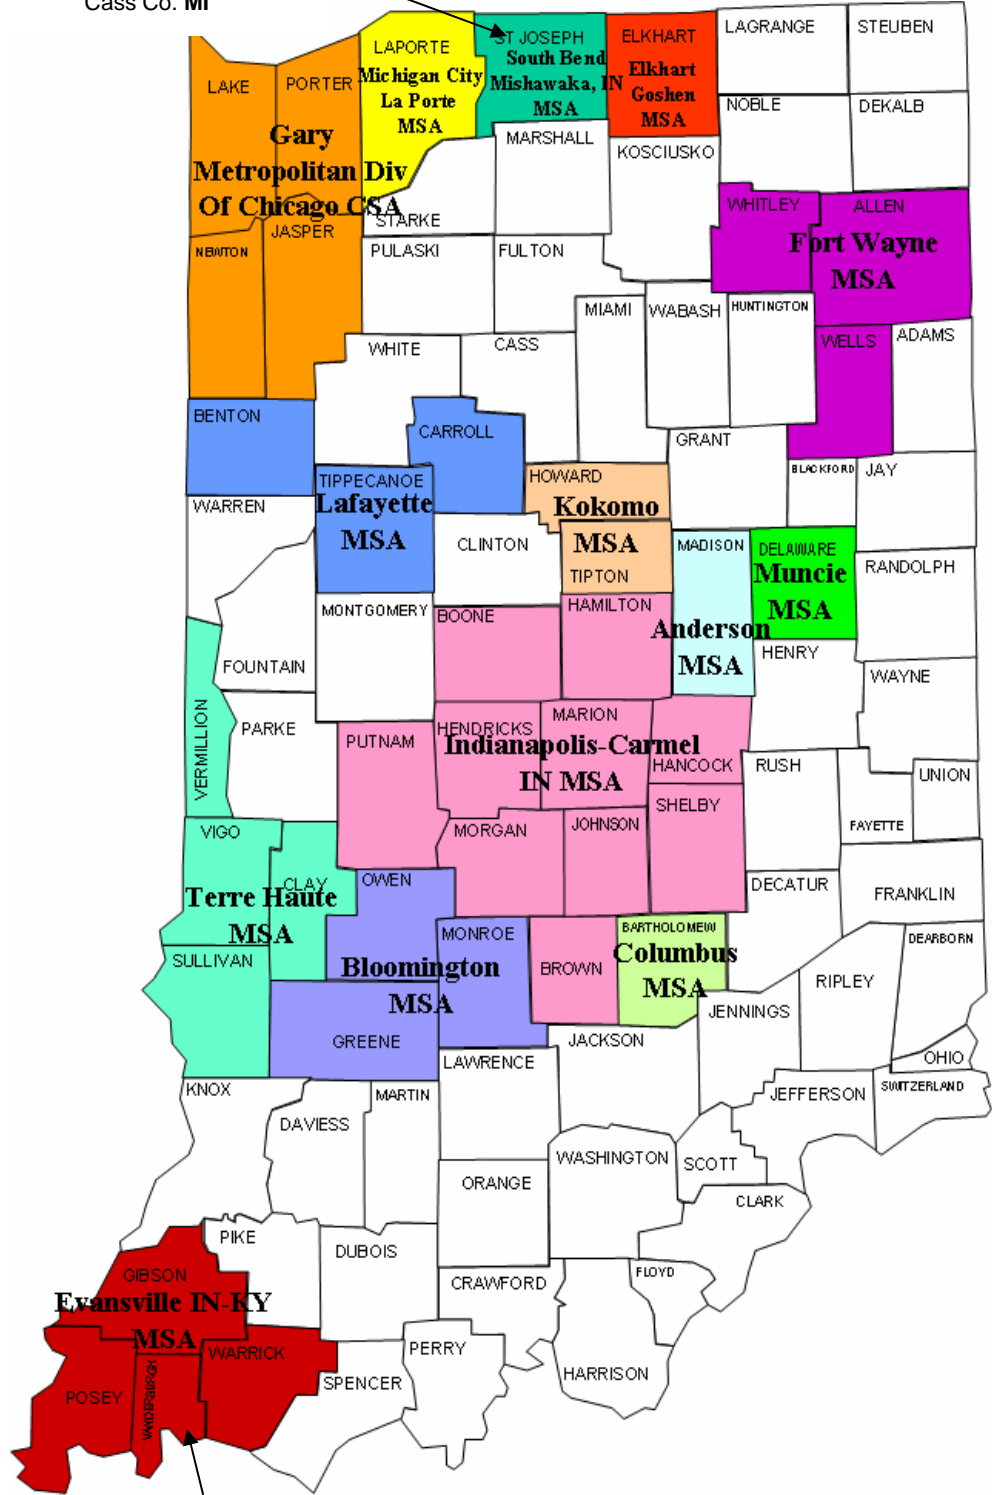 Cass Co. MI
LAGRANGE
STEUBEN
ST JOSEPH
ELKHART
LAPORTE
South Bend
Mishawaka, IN
MSA
Elkhart
Goshen
MSA
Michigan City
La Porte
MSA
LAKE
PORTER
NOBLE
DEKALB
MARSHALL
KOSCIUSKO
Gary
Metropolitan Div
Of Chicago CSA
STARKE
WHITLEY
ALLEN
Fort Wayne
MSA
JASPER
NEWTON
PULASKI
FULTON
MIAMI
WABASH
HUNTINGTON
WELLS
ADAMS
WHITE
CASS
BENTON
CARROLL
GRANT
BLACKFORD
JAY
TIPPECANOE
Lafayette
MSA
HOWARD
Kokomo
MSA
TIPTON
WARREN
CLINTON
MADISON
DELAWARE
Muncie
MSA
RANDOLPH
MONTGOMERY
BOONE
HAMILTON
Anderson
MSA
HENRY
FOUNTAIN
WAYNE
VERMILLION
PARKE
PUTNAM
HENDRICKS
MARION
Indianapolis-Carmel
IN MSA
HANCOCK
RUSH
UNION
SHELBY
FAYETTE
VIGO
MORGAN
JOHNSON
CLAY
OWEN
DECATUR
FRANKLIN
Terre Haute
MSA
MONROE
BARTHOLOMEW
Columbus
MSA
DEARBORN
SULLIVAN
Bloomington
MSA
BROWN
RIPLEY
JENNINGS
GREENE
JACKSON
LAWRENCE
OHIO
KNOX
MARTIN
JEFFERSON
SWITZERLAND
DAVIESS
WASHINGTON
SCOTT
ORANGE
CLARK
PIKE
DUBOIS
GIBSON
CRAWFORD
FLOYD
Evansville IN-KY
MSA
WARRICK
PERRY
HARRISON
POSEY
VANDERBURGH
SPENCER